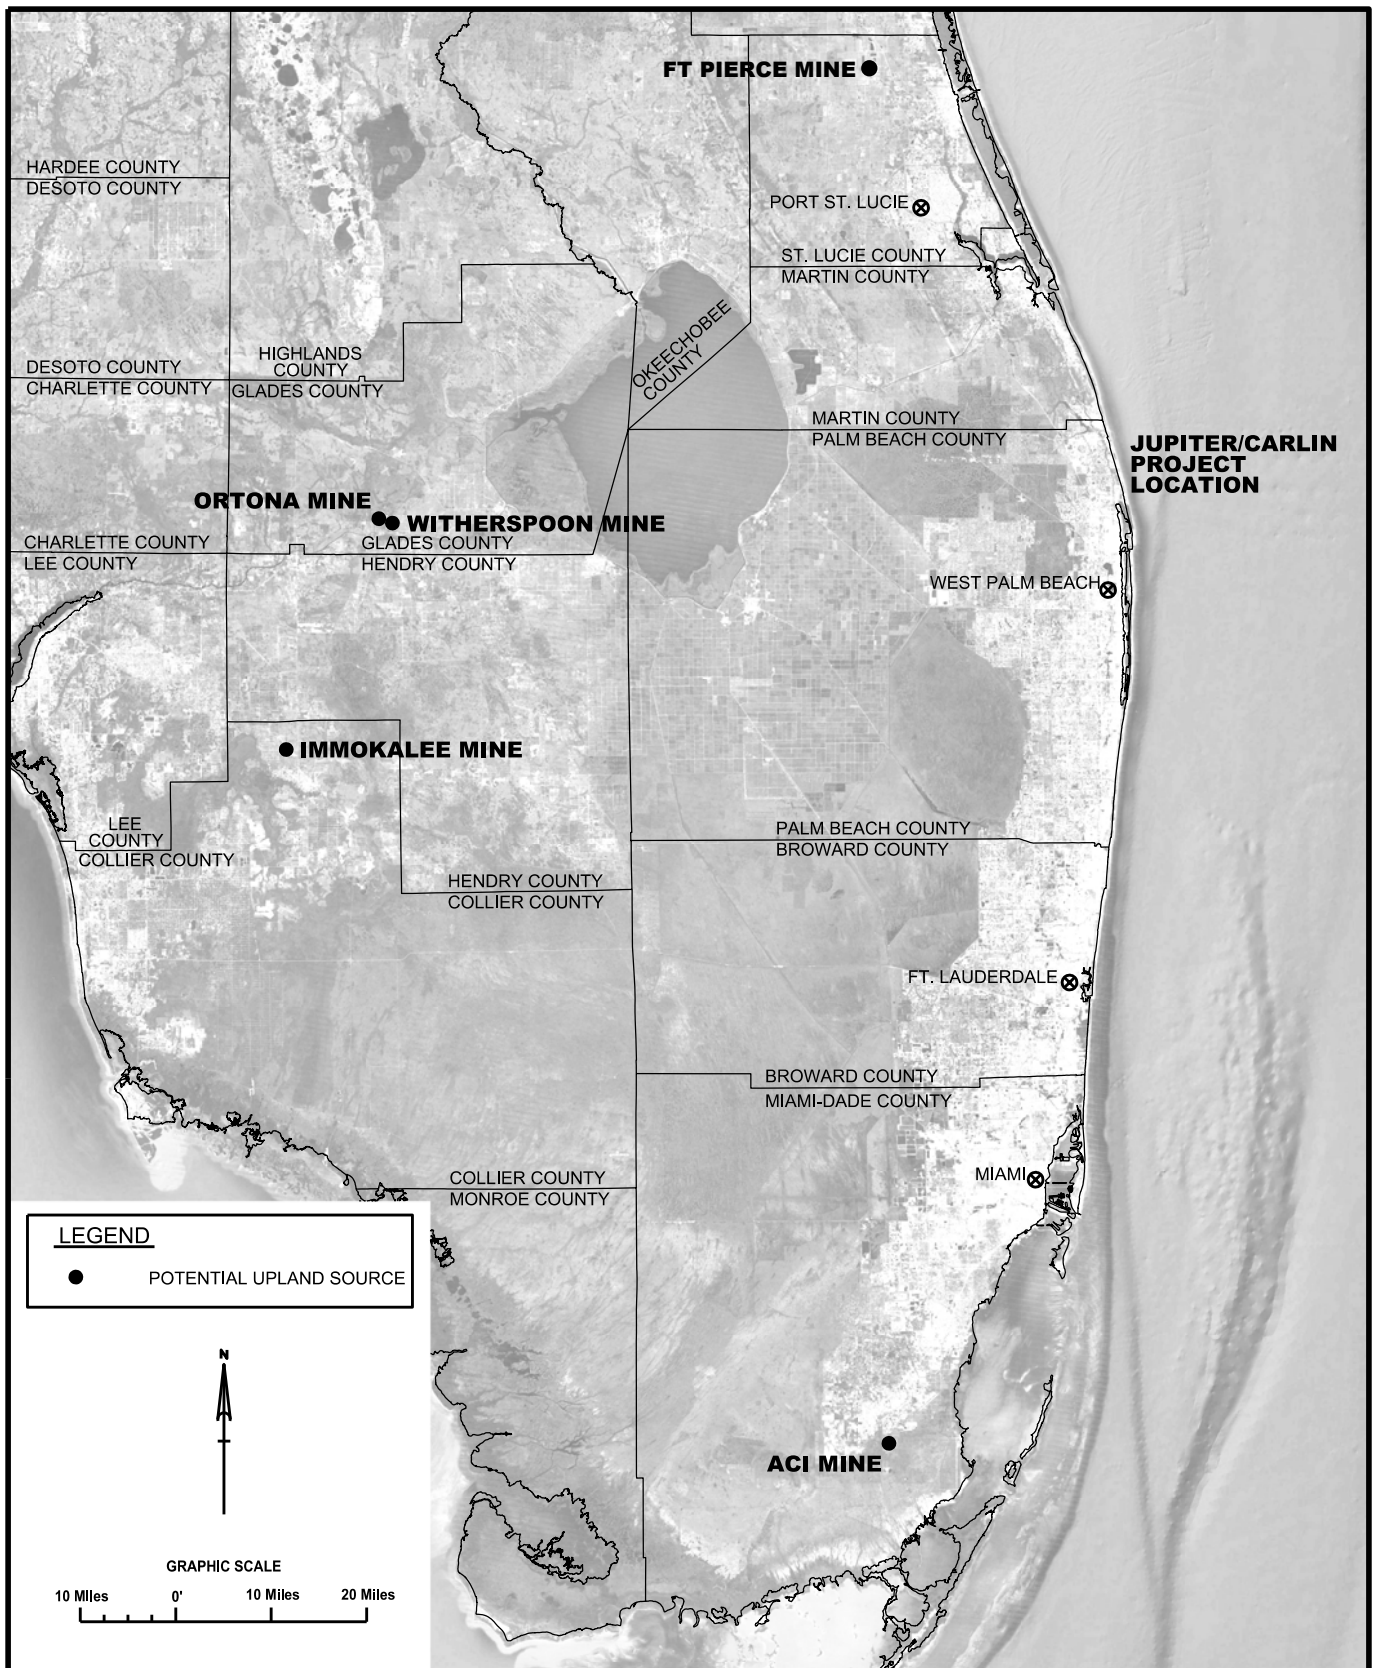 FT PIERCE MINE
HARDEE COUNTY
DESOTO COUNTY
PORT ST. LUCIE
ST. LUCIE COUNTY
MARTIN COUNTY
OKEECHOBEE
COUNTY
HIGHLANDS
COUNTY
GLADES COUNTY
DESOTO COUNTY
CHARLETTE COUNTY
MARTIN COUNTY
PALM BEACH COUNTY
JUPITER/CARLIN
PROJECT
LOCATION
ORTONA MINE
WITHERSPOON MINE
CHARLETTE COUNTY
LEE COUNTY
GLADES COUNTY
HENDRY COUNTY
WEST PALM BEACH
IMMOKALEE MINE
LEE
COUNTY
COLLIER COUNTY
PALM BEACH COUNTY
BROWARD COUNTY
HENDRY COUNTY
COLLIER COUNTY
FT. LAUDERDALE
BROWARD COUNTY
MIAMI-DADE COUNTY
COLLIER COUNTY
MONROE COUNTY
MIAMI
LEGEND
POTENTIAL UPLAND SOURCE
N
ACI MINE
GRAPHIC SCALE
10 MIles 0' 10 Miles 20 Miles